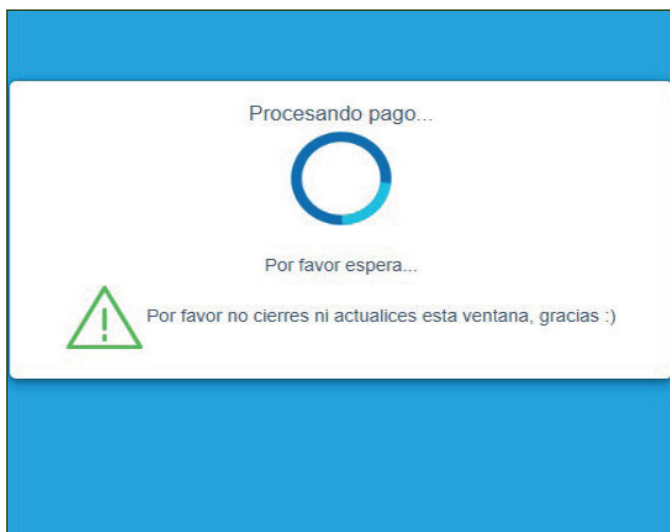 Procesando pago...
Por favor espera...
Por favor no cierres ni actualices esta ventana, gracias :)